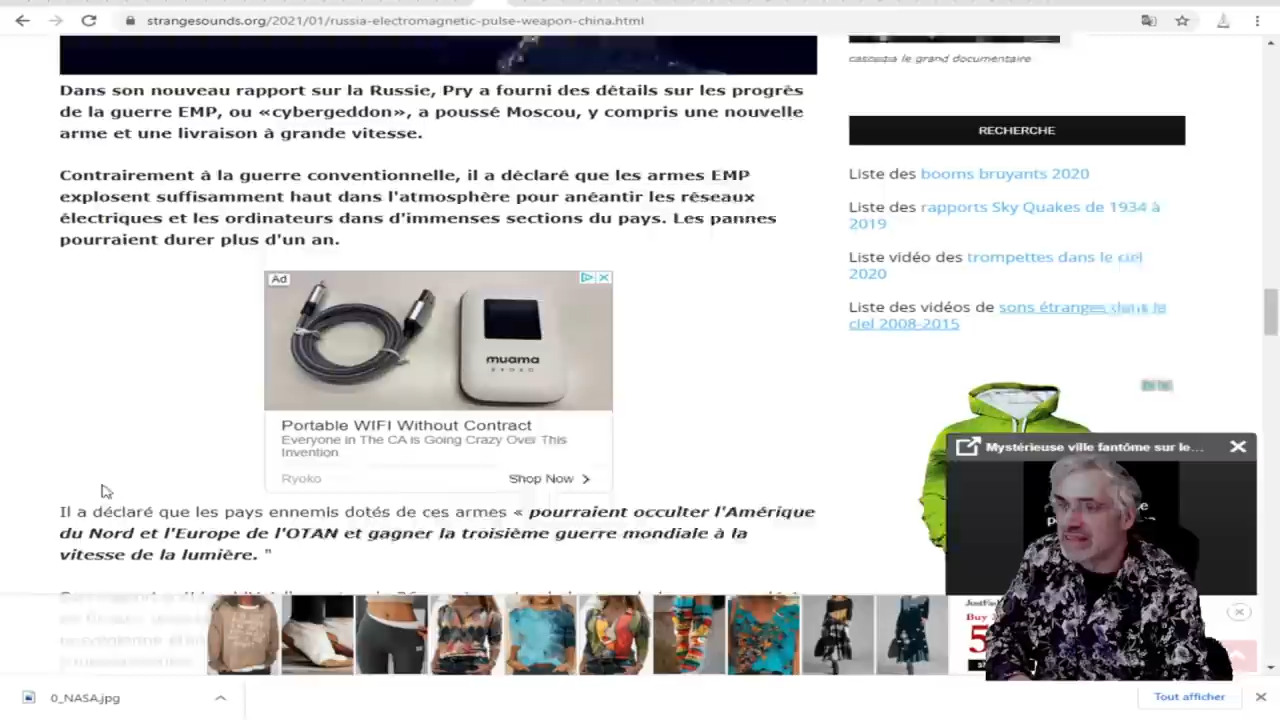 strangesounds.org/2021/01/russia-electromagnetic-pulse-weapon-china.html
Dans son nouveau rapport sur la Russie, Pry a fourni des détails sur les progrès
de la guerre EMP, ou «cybergeddon», a poussé Moscou, y compris une nouvelle
arme et une livraison à grande vitesse.
Contrairement à la guerre conventionnelle, il a déclaré que les armes EMP
explosent suffisamment haut dans l'atmosphère pour anéantir les réseaux
électriques et les ordinateurs dans d'immenses sections du pays. Les pannes
pourraient durer plus d'un an.
Ad
muama
RYOKO
Portable WIFI Without Contract
Everyone in The CA is Going Crazy Over This
Invention
Ryoko
Shop Now
Il a déclaré que les pays ennemis dotés de ces armes « pourraient occulter l'Amérique
du Nord et l'Europe de l'OTAN et gagner la troisième guerre mondiale à la
vitesse de la lumière. "
le grand documentaire
RECHERCHE
Liste des booms bruyants 2020
Liste des rapports Sky Quakes de 1934 à
2019
Liste vidéo des trompettes dans le ciel
2020
Liste des vidéos de sons étranges dans le
ciel 2008-2015
Mystérieuse ville fantôme sur le...
Buy
5
0_NASA.jpg
Tout afficher